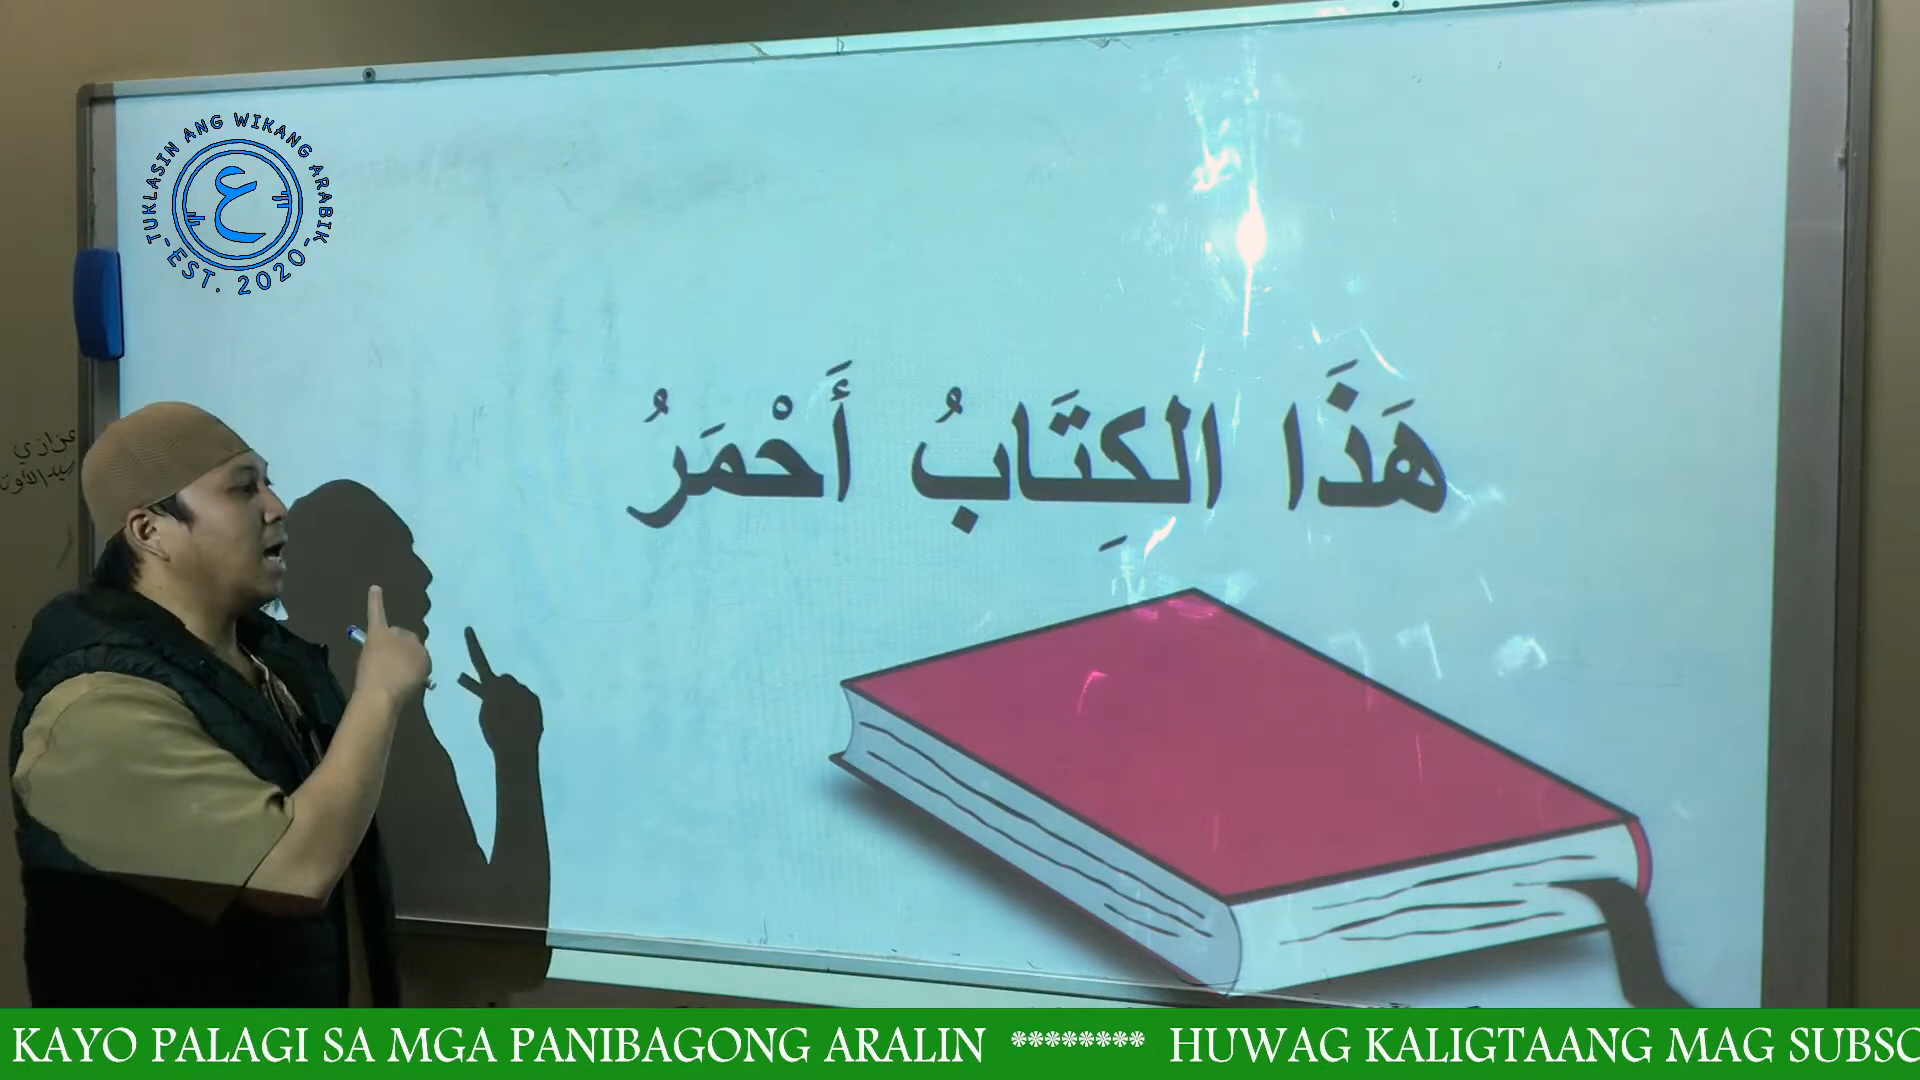 TUKLASIN ANG WIKANG ARABIK
ع
-EST. 2020-
هَذَا الكِتَابُ أَحْمَرُ
KAYO PALAGI SA MGA PANIBAGONG ARALIN ******** HUWAG KALIGTAANG MAG SUBSC